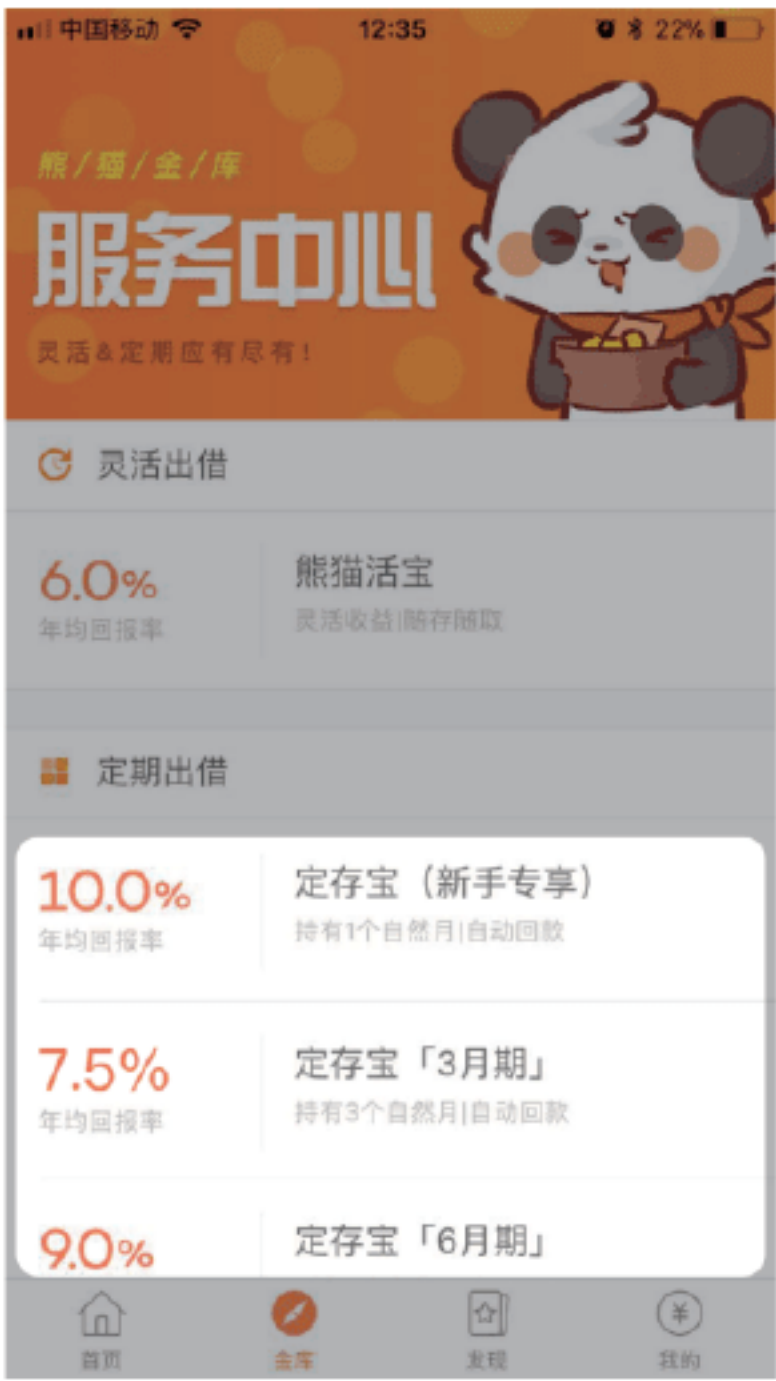 中国移动 12:35 22%
熊/猫/金/库
服务中心
灵活&定期应有尽有!
灵活出借
6.0% 熊猫活宝
年均回报率 灵活收益|随存随取
定期出借
10.0% 定存宝（新手专享）
年均回报率 持有1个自然月|自动回款
7.5% 定存宝「3月期」
年均回报率 持有3个自然月|自动回款
9.0% 定存宝「6月期」
首页 金库 发现 我的